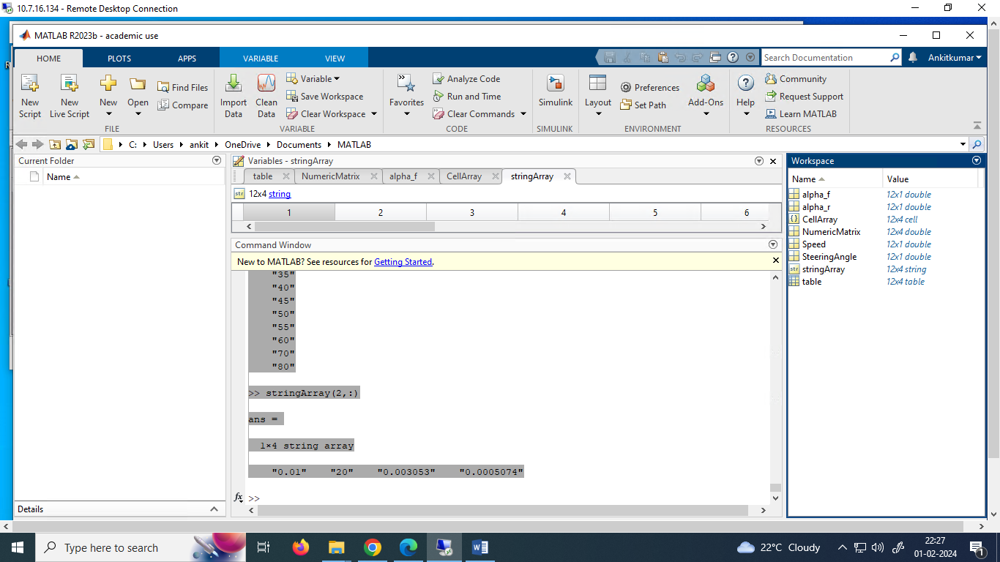 10.7.16.134 - Remote Desktop Connection
MATLAB R2023b - academic use
HOME PLOTS APPS VARIABLE VIEW
Search Documentation
Ankitkumar
New Script
New Live Script
New
Open
Find Files
Compare
FILE
Import Data
Clean Data
Variable
Save Workspace
Clear Workspace
VARIABLE
Favorites
Analyze Code
Run and Time
Clear Commands
CODE
Simulink
SIMULINK
Layout
Preferences
Set Path
Add-Ons
ENVIRONMENT
Help
Community
Request Support
Learn MATLAB
RESOURCES
C: Users ankit OneDrive Documents MATLAB
Current Folder
Name
Details
Variables - stringArray
table NumericMatrix alpha_f CellArray stringArray
str 12x4 string
1 2 3 4 5 6
Command Window
New to MATLAB? See resources for Getting Started.
"35"
"40"
"45"
"50"
"55"
"60"
"70"
"80"
>> stringArray(2,:)
ans =
1×4 string array
"0.01" "20" "0.003053" "0.0005074"
fx >>
Workspace
Name Value
alpha_f 12x1 double
alpha_r 12x1 double
CellArray 12x4 cell
NumericMatrix 12x4 double
Speed 12x1 double
SteeringAngle 12x1 double
str stringArray 12x4 string
table 12x4 table
Type here to search
22°C Cloudy
22:27
01-02-2024
1